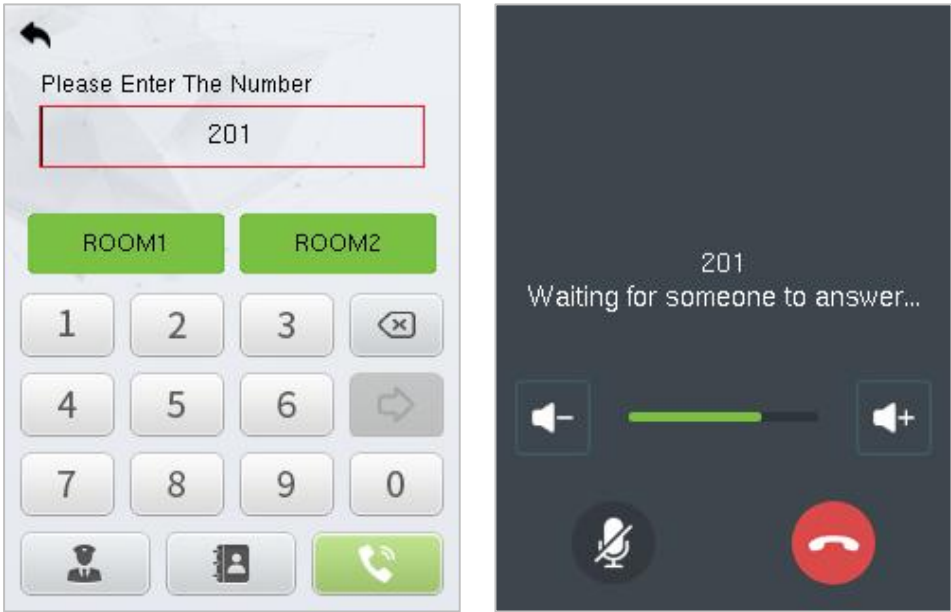 Please Enter The Number
201
ROOM1 ROOM2
1 2 3
4 5 6
7 8 9 0
201
Waiting for someone to answer...